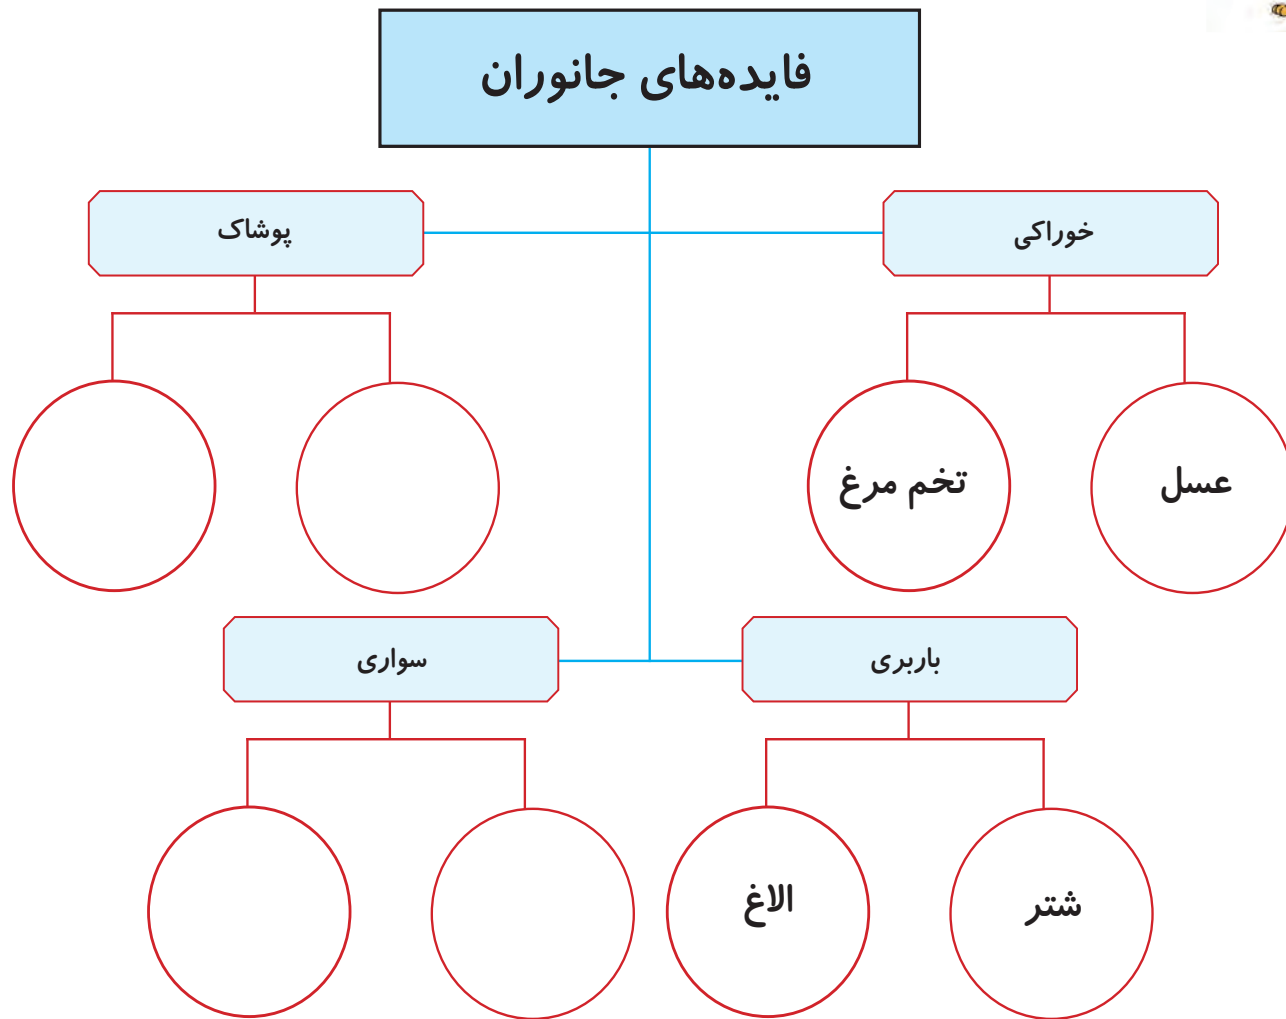 فایده‌های جانوران
خوراکی
پوشاک
عسل
تخم مرغ
باربری
سواری
شتر
الاغ